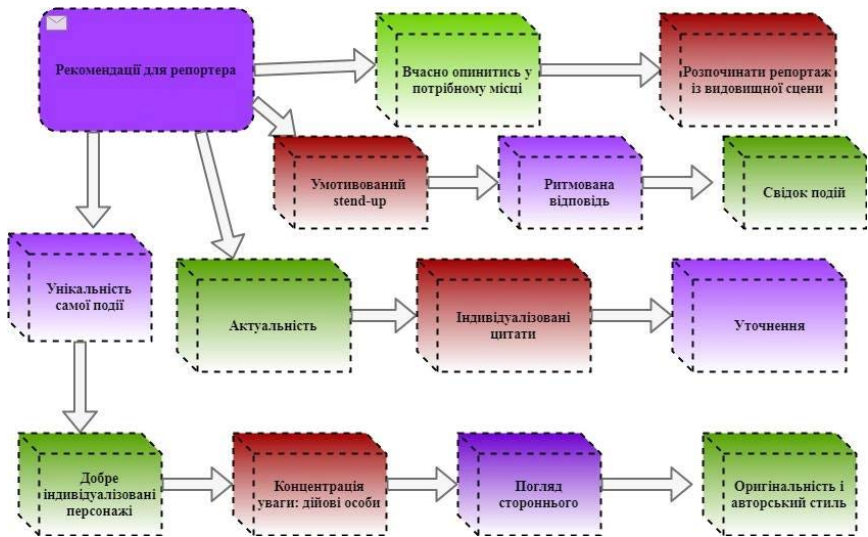 Рекомендації для репортера
Вчасно опинитись у
потрібному місці
Розпочинати репортаж
із видовищної сцени
Умотивований
stend-up
Ритмована
відповідь
Свідок подій
Унікальність
самої події
Актуальність
Індивідуалізовані
цитати
Уточнення
Добре
індивідуалізовані
персонажі
Концентрація
уваги: дійові особи
Погляд
стороннього
Оригінальність і
авторський стиль